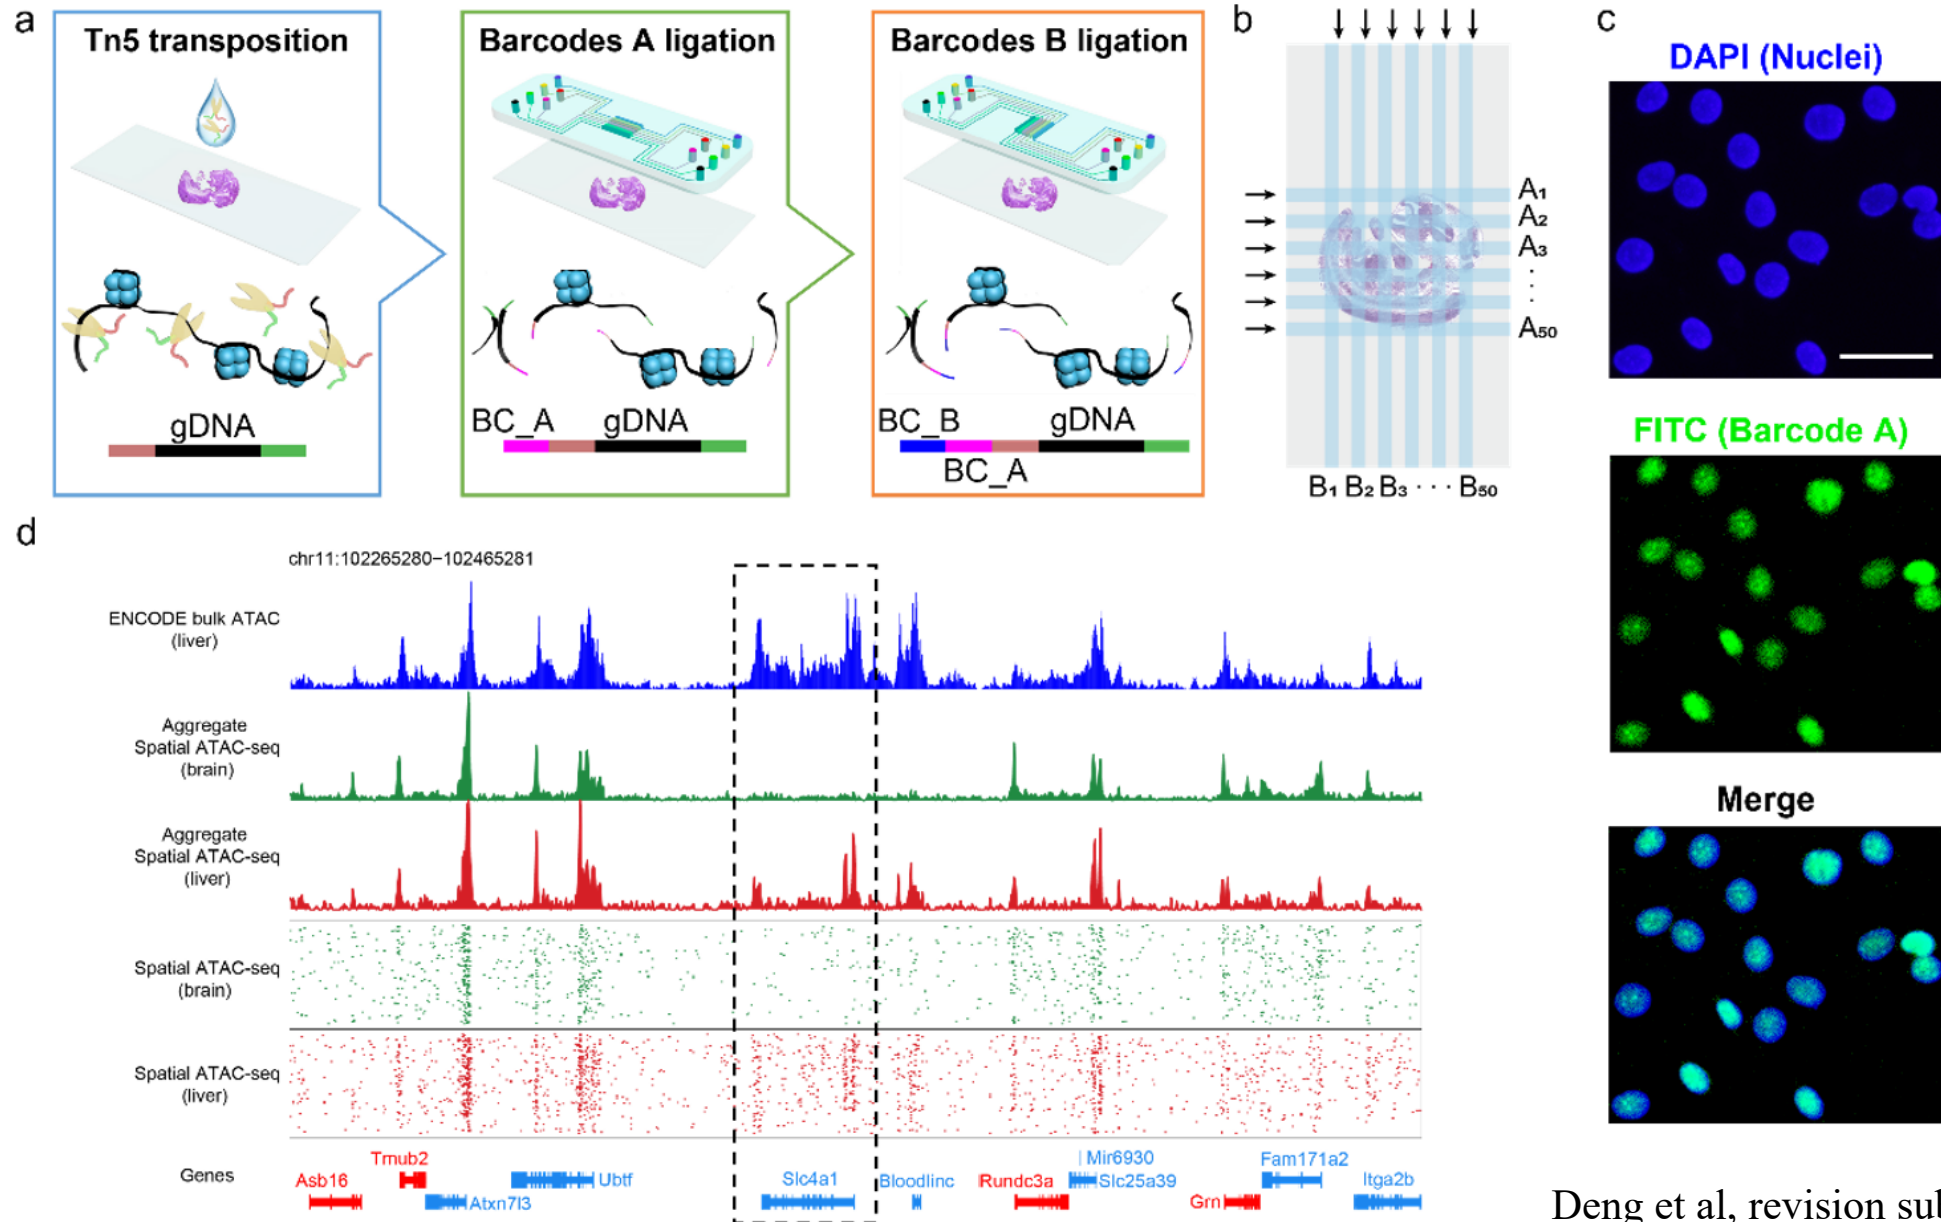 a
Tn5 transposition
gDNA
Barcodes A ligation
BC_A
gDNA
Barcodes B ligation
BC_B
gDNA
BC_A
b
A1
A2
A3
A50
B1 B2 B3 · · · B50
c
DAPI (Nuclei)
FITC (Barcode A)
Merge
d
chr11:102265280−102465281
ENCODE bulk ATAC
(liver)
Aggregate
Spatial ATAC-seq
(brain)
Aggregate
Spatial ATAC-seq
(liver)
Spatial ATAC-seq
(brain)
Spatial ATAC-seq
(liver)
Genes
Asb16
Tmub2
Atxn7l3
Ubtf
Slc4a1
Bloodlinc
Rundc3a
Mir6930
Slc25a39
Grn
Fam171a2
Itga2b
Deng et al, revision sub